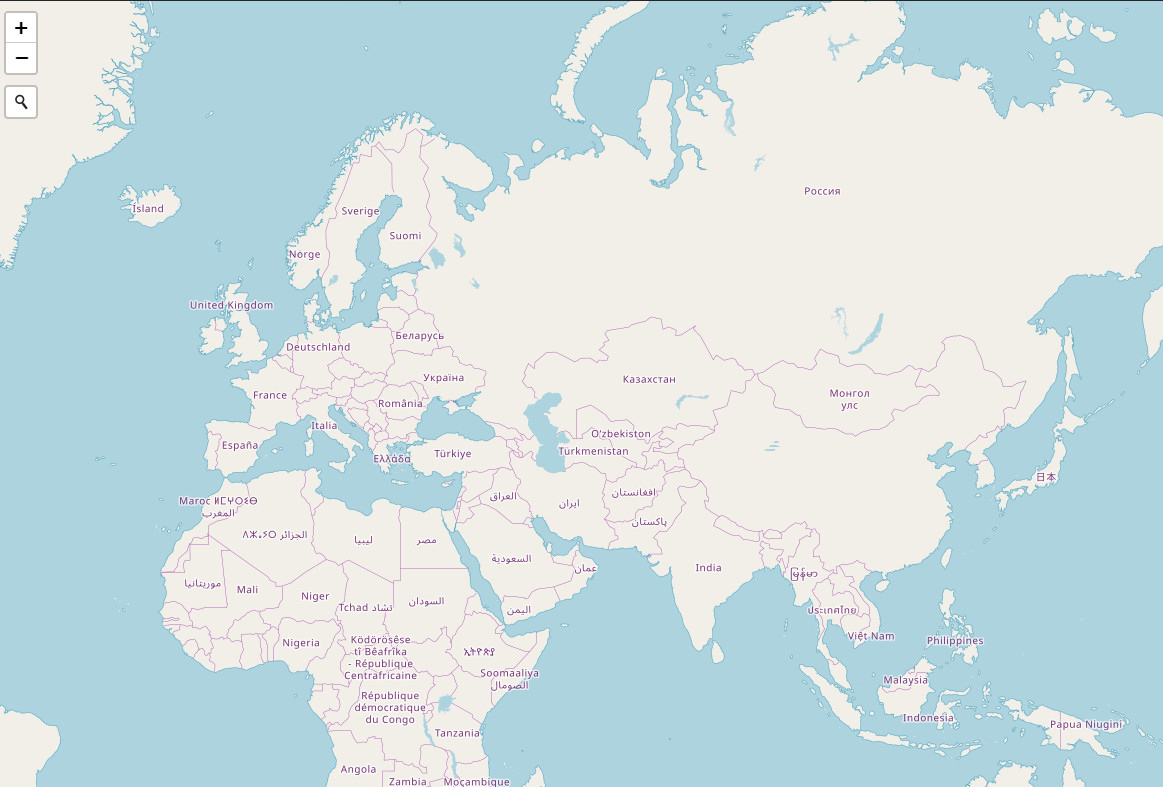 +
−
Россия
Ísland
Sverige
Suomi
Norge
United Kingdom
Беларусь
Deutschland
Україна
Казахстан
Монгол
улс
France
România
Italia
O'zbekiston
España
Ελλάδα
Türkiye
Türkmenistan
日本
العراق
ایران
افغانستان
Maroc ⵍⵎⵖⵔⵉⴱ
المغرب
پاکستان
ⴷⵣⴰⵢⵔ الجزائر
ليبيا
مصر
السعودية
عمان
India
မြန်မာ
موريتانيا
Mali
Niger
Tchad تشاد
السودان
اليمن
ประเทศไทย
Việt Nam
Philippines
Nigeria
Ködörösêse
tî Bêafrîka
- République
Centrafricaine
ኢትዮጵያ
Soomaaliya
الصومال
Malaysia
République
démocratique
du Congo
Indonesia
Papua Niugini
Tanzania
Angola
Zambia
Moçambique